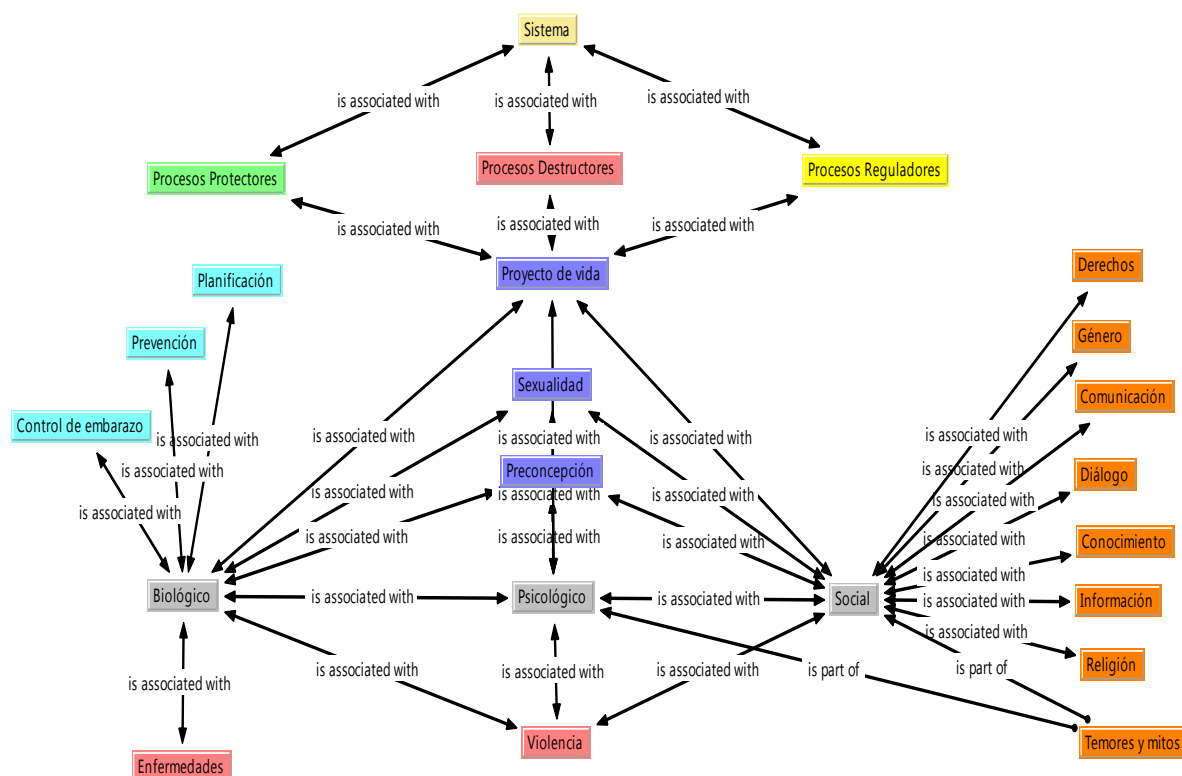 Sistema
is associated with
is associated with
is associated with
Procesos Protectores
Procesos Destructores
Procesos Reguladores
is associated with
is associated with
is associated with
Planificación
Proyecto de vida
Derechos
Prevención
Género
Sexualidad
Comunicación
Control de embarazo
is associated with
is associated with
is associated with
is associated with
is associated with
is associated with
Preconcepción
is associated with
Diálogo
is associated with
is associated with
is associated with
is associated with
is associated with
is associated with
is associated with
is associated with
is associated with
is associated with
Conocimiento
is associated with
Biológico
is associated with
Psicológico
is associated with
Social
is associated with
Información
is associated with
is associated with
is associated with
is associated with
is part of
is part of
Religión
is associated with
Enfermedades
Violencia
Temores y mitos